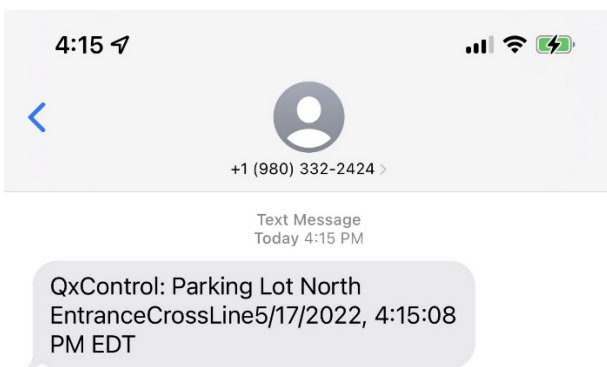 4:15
+1 (980) 332-2424 >
Text Message
Today 4:15 PM
QxControl: Parking Lot North
EntranceCrossLine5/17/2022, 4:15:08
PM EDT